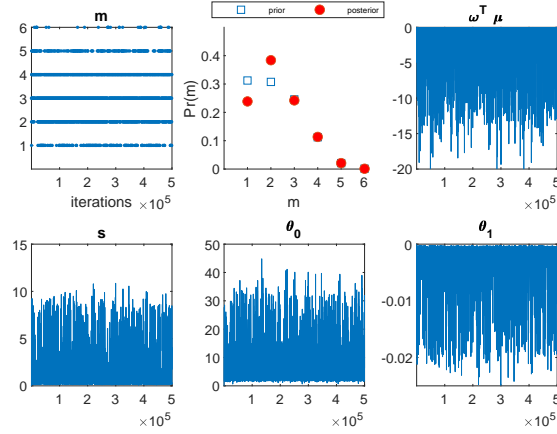 m
6
5
4
3
2
1
1 2 3 4 5
iterations ×10^5
prior posterior
Pr(m)
0.4
0.3
0.2
0.1
0
1 2 3 4 5 6
m
ω^T μ
0
-5
-10
-15
-20
1 2 3 4 5
×10^5
s
15
10
5
0
1 2 3 4 5
×10^5
θ_0
50
40
30
20
10
0
1 2 3 4 5
×10^5
θ_1
0
-0.01
-0.02
1 2 3 4 5
×10^5